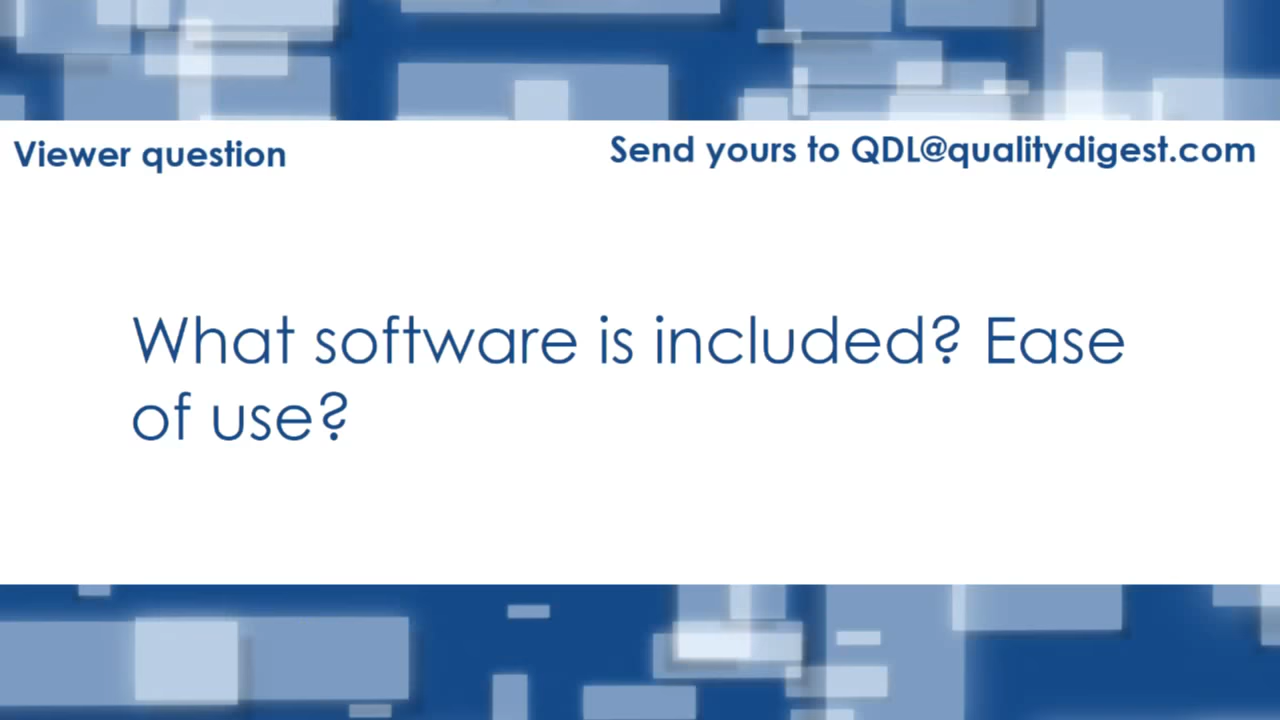 Viewer question
Send yours to QDL@qualitydigest.com
What software is included? Ease
of use?